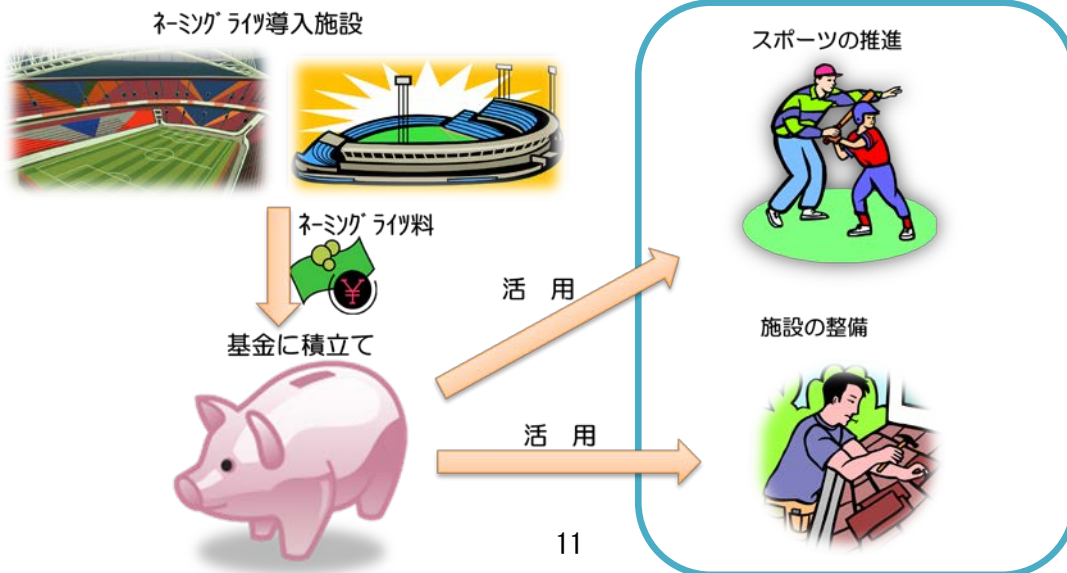 ﾈｰﾐﾝｸﾞﾗｲﾂ導入施設
スポーツの推進
ﾈｰﾐﾝｸﾞﾗｲﾂ料
¥
活　用
基金に積立て
施設の整備
活　用
11